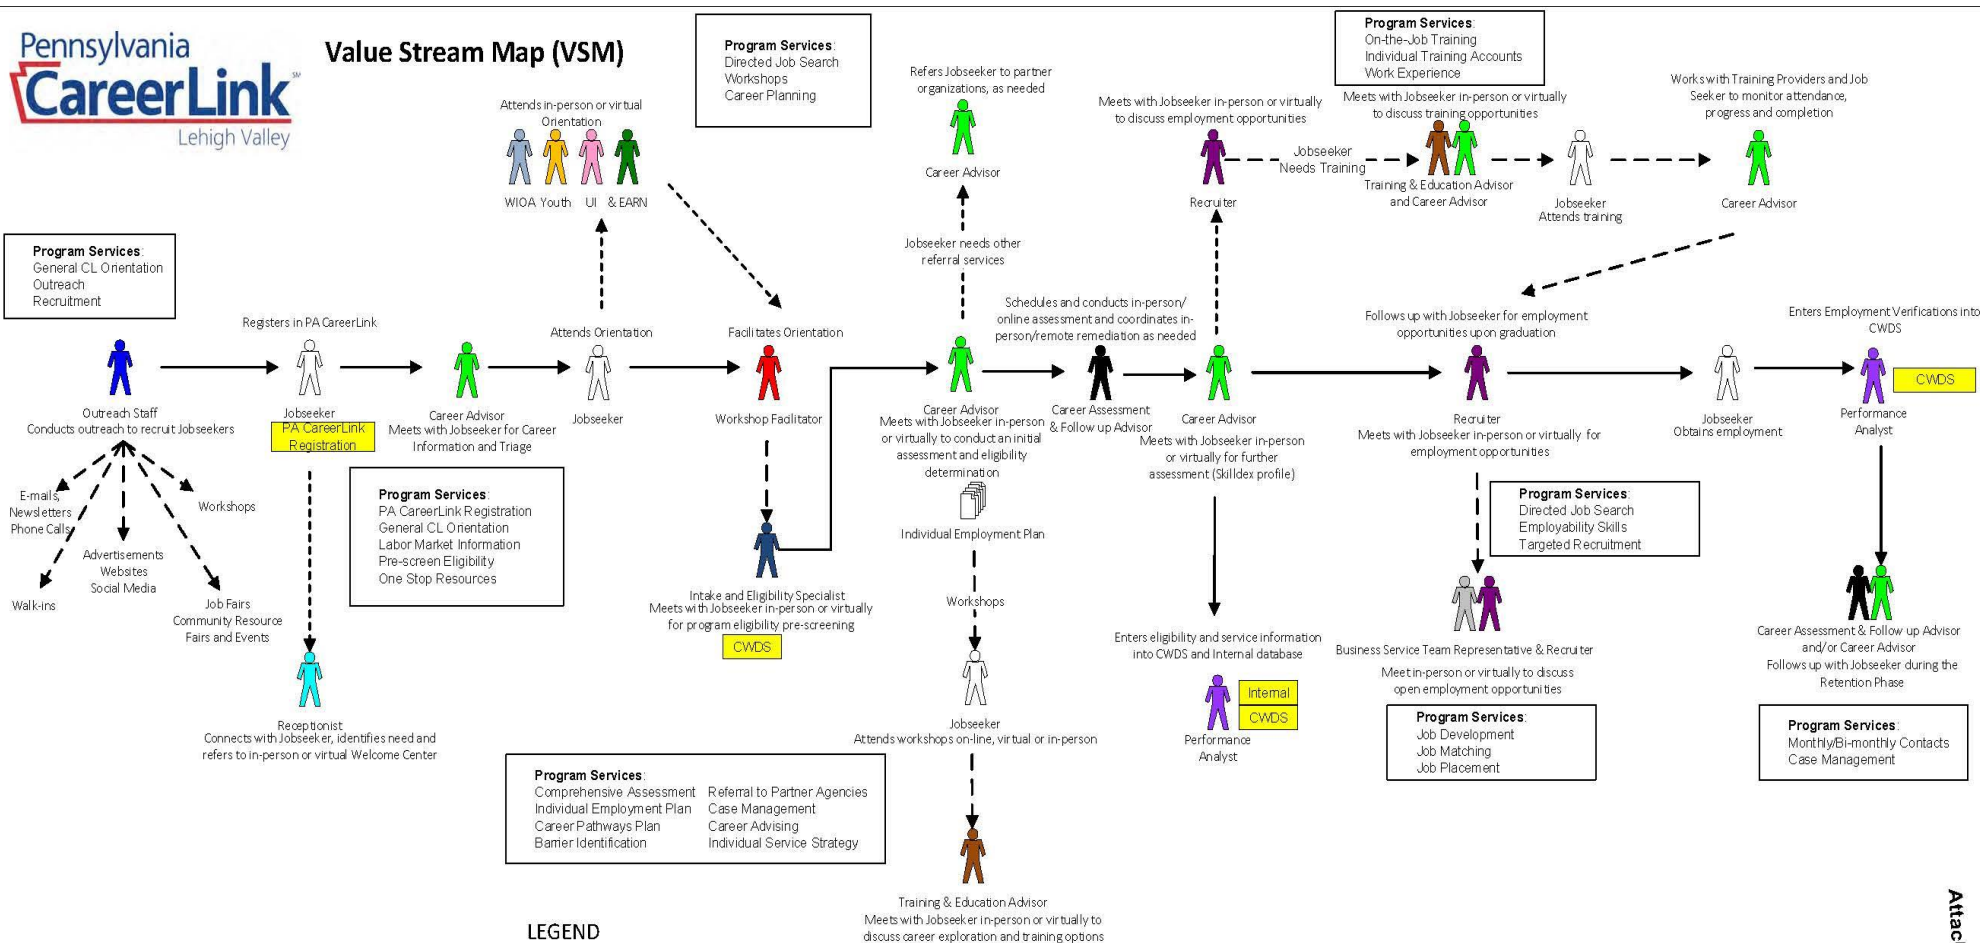 Pennsylvania
CareerLink
SM
Lehigh Valley
Value Stream Map (VSM)
Program Services:
General CL Orientation
Outreach
Recruitment
Outreach Staff
Conducts outreach to recruit Jobseekers
E-mails,
Newsletters
Phone Calls
Walk-ins
Advertisements
Websites
Social Media
Workshops
Job Fairs
Community Resource
Fairs and Events
Registers in PA CareerLink
Jobseeker
PA CareerLink
Registration
Receptionist
Connects with Jobseeker, identifies need and
refers to in-person or virtual Welcome Center
Career Advisor
Meets with Jobseeker for Career
Information and Triage
Program Services:
PA CareerLink Registration
General CL Orientation
Labor Market Information
Pre-screen Eligibility
One Stop Resources
Attends in-person or virtual
Orientation
WIOA Youth UI & EARN
Attends Orientation
Jobseeker
Program Services:
Directed Job Search
Workshops
Career Planning
Facilitates Orientation
Workshop Facilitator
Intake and Eligibility Specialist
Meets with Jobseeker in-person or virtually
for program eligibility pre-screening
CWDS
Refers Jobseeker to partner
organizations, as needed
Career Advisor
Jobseeker needs other
referral services
Career Advisor
Meets with Jobseeker in-person
or virtually to conduct an initial
assessment and eligibility
determination
Individual Employment Plan
Workshops
Jobseeker
Attends workshops on-line, virtual or in-person
Program Services:
Comprehensive Assessment Referral to Partner Agencies
Individual Employment Plan Case Management
Career Pathways Plan Career Advising
Barrier Identification Individual Service Strategy
Training & Education Advisor
Meets with Jobseeker in-person or virtually to
discuss career exploration and training options
Schedules and conducts in-person/
online assessment and coordinates in-
person/remote remediation as needed
Career Assessment
& Follow up Advisor
Meets with Jobseeker in-person or virtually
to discuss employment opportunities
Recruiter
Career Advisor
Meets with Jobseeker in-person
or virtually for further
assessment (Skilldex profile)
Enters eligibility and service information
into CWDS and Internal database
Internal
CWDS
Performance
Analyst
Jobseeker
Needs Training
Program Services:
On-the-Job Training
Individual Training Accounts
Work Experience
Meets with Jobseeker in-person or virtually
to discuss training opportunities
Training & Education Advisor
and Career Advisor
Jobseeker
Attends training
Works with Training Providers and Job
Seeker to monitor attendance,
progress and completion
Career Advisor
Follows up with Jobseeker for employment
opportunities upon graduation
Recruiter
Meets with Jobseeker in-person or virtually for
employment opportunities
Program Services:
Directed Job Search
Employability Skills
Targeted Recruitment
Business Service Team Representative & Recruiter
Meet in-person or virtually to discuss
open employment opportunities
Program Services:
Job Development
Job Matching
Job Placement
Jobseeker
Obtains employment
Enters Employment Verifications into
CWDS
CWDS
Performance
Analyst
Career Assessment & Follow up Advisor
and/or Career Advisor
Follows up with Jobseeker during the
Retention Phase
Program Services:
Monthly/Bi-monthly Contacts
Case Management
LEGEND